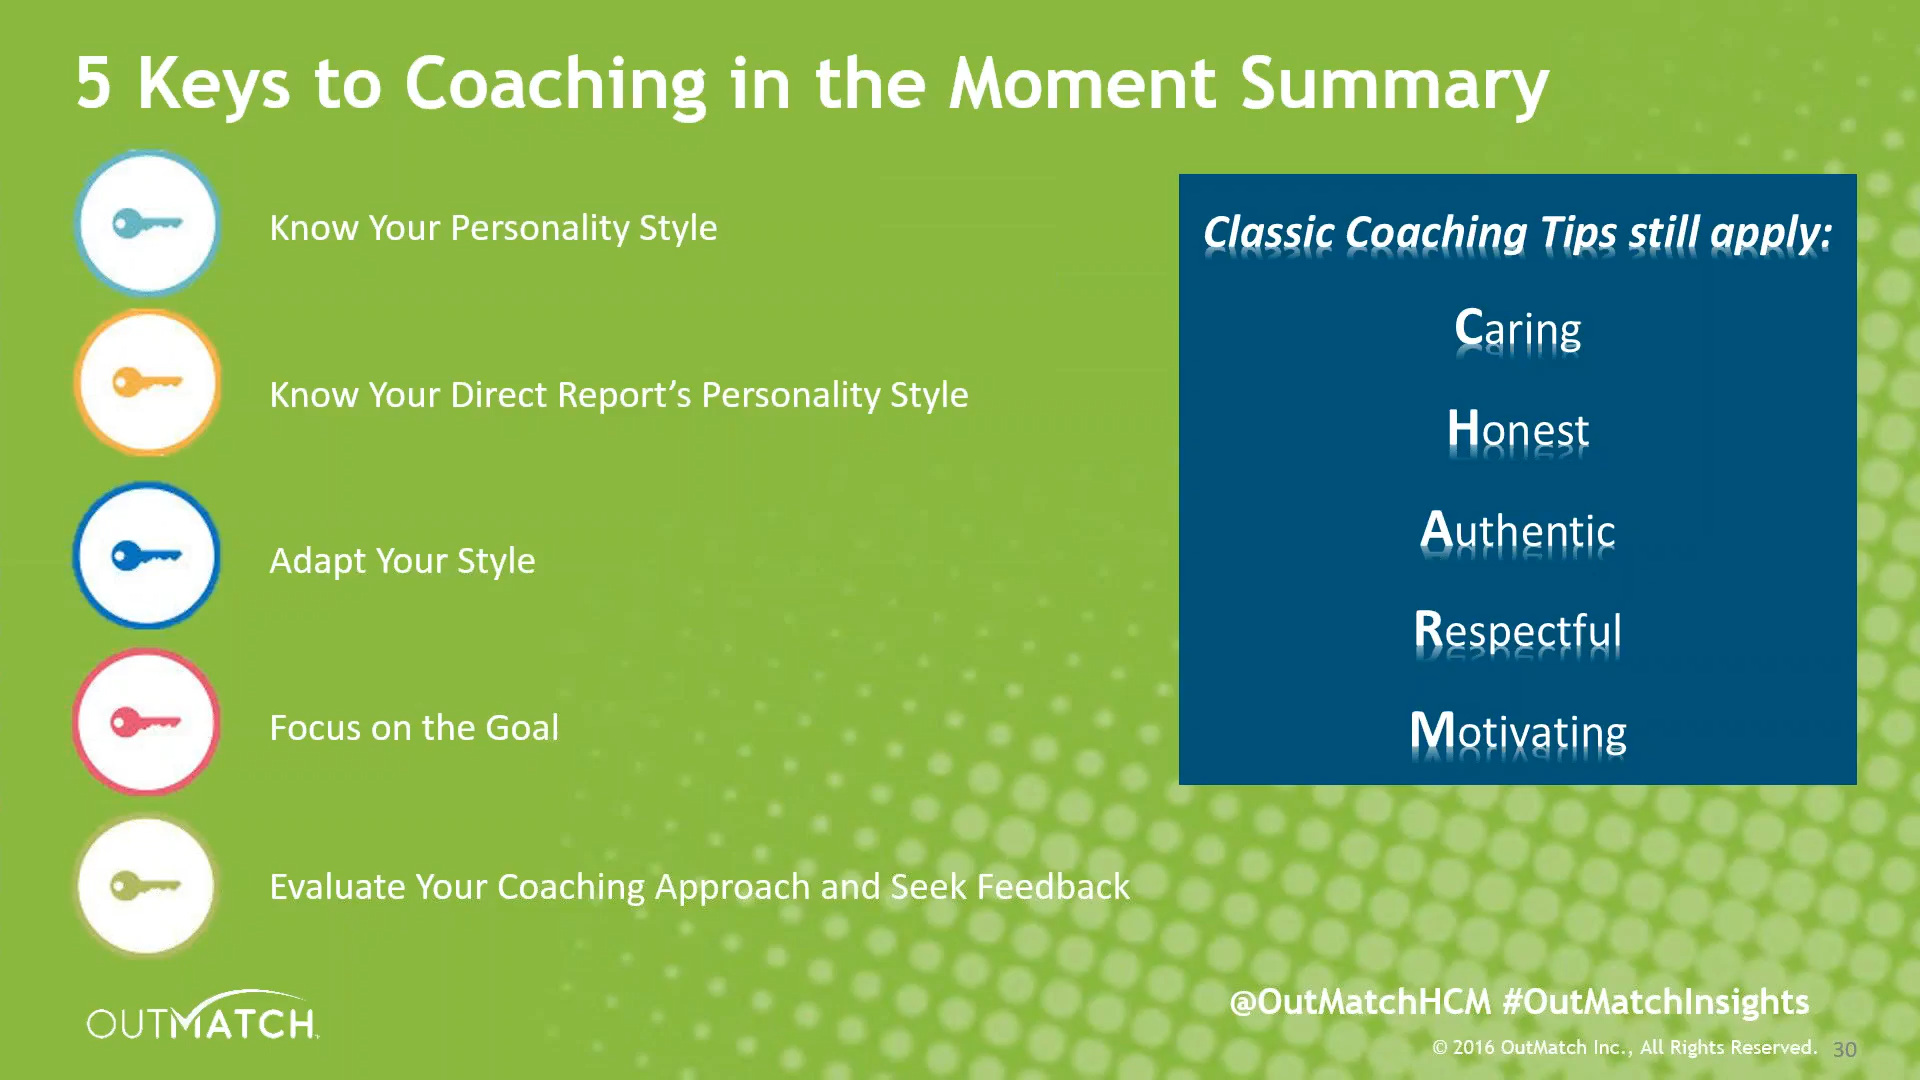 5 Keys to Coaching in the Moment Summary
Know Your Personality Style
Know Your Direct Report’s Personality Style
Adapt Your Style
Focus on the Goal
Evaluate Your Coaching Approach and Seek Feedback
Classic Coaching Tips still apply:
Caring
Honest
Authentic
Respectful
Motivating
OUTMATCH
@OutMatchHCM #OutMatchInsights
© 2016 OutMatch Inc., All Rights Reserved. 30